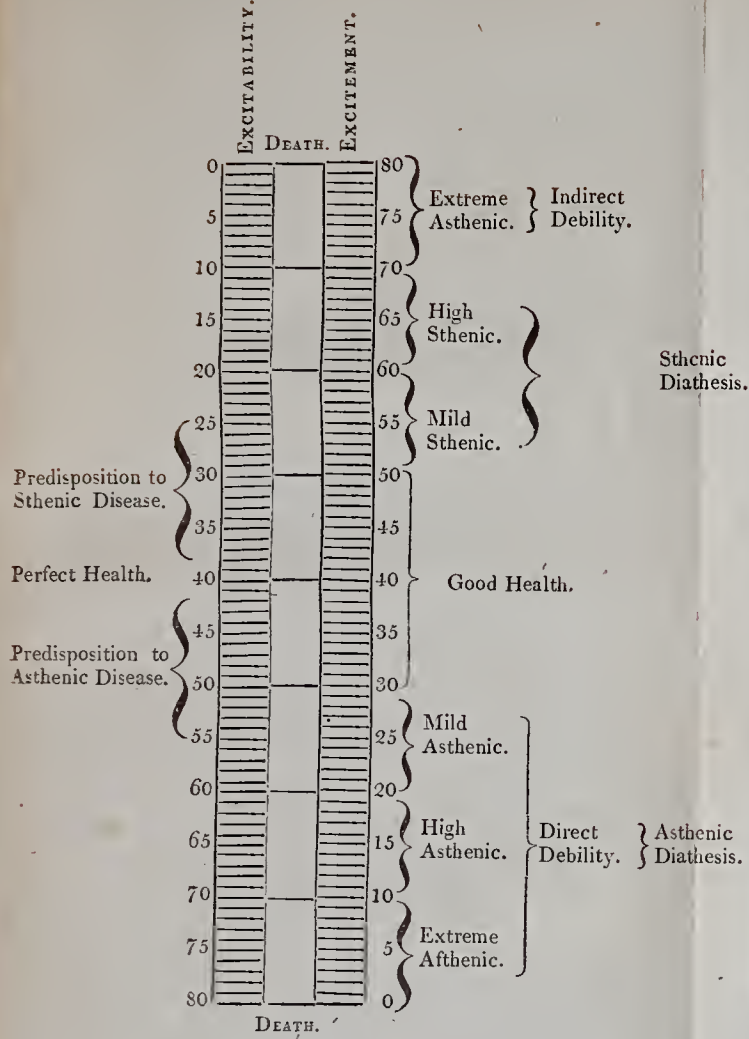 EXCITABILITY.
EXCITEMENT.
DEATH.
0 80
Extreme Indirect
5 75 Asthenic. Debility.
10 70
High
15 65 Sthenic.
Sthenic
20 60 Diathesis.
25 55 Mild
Sthenic.
Predisposition to 30 50
Sthenic Disease.
35 45
Perfect Health. 40 40 Good Health.
45 35
Predisposition to
Asthenic Disease. 50 30
Mild
55 25 Asthenic.
60 20
High Direct Asthenic
65 15 Asthenic. Debility. Diathesis.
70 10
Extreme
75 5 Afthenic.
80 0
DEATH.